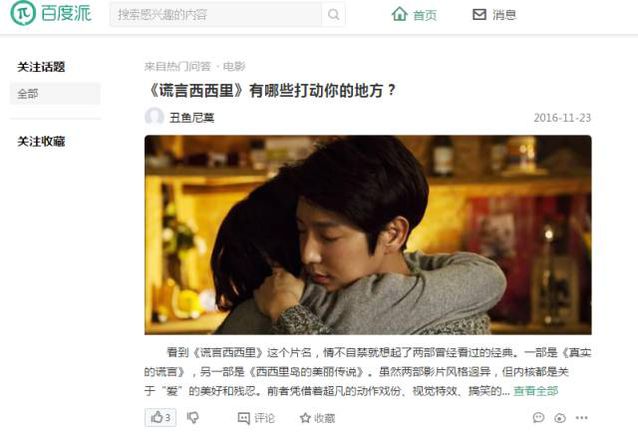 百度派
搜索感兴趣的内容
首页
消息
关注话题
全部
关注收藏
来自热门问答 · 电影
《谎言西西里》有哪些打动你的地方？
丑鱼尼莫
2016-11-23
看到《谎言西西里》这个片名，情不自禁就想起了两部曾经看过的经典。一部是《真实
的谎言》，另一部是《西西里岛的美丽传说》。虽然两部影片风格迥异，但内核都是关
于“爱”的美好和残忍。前者凭借着超凡的动作戏份、视觉特效、搞笑的... 查看全部
3
评论
收藏